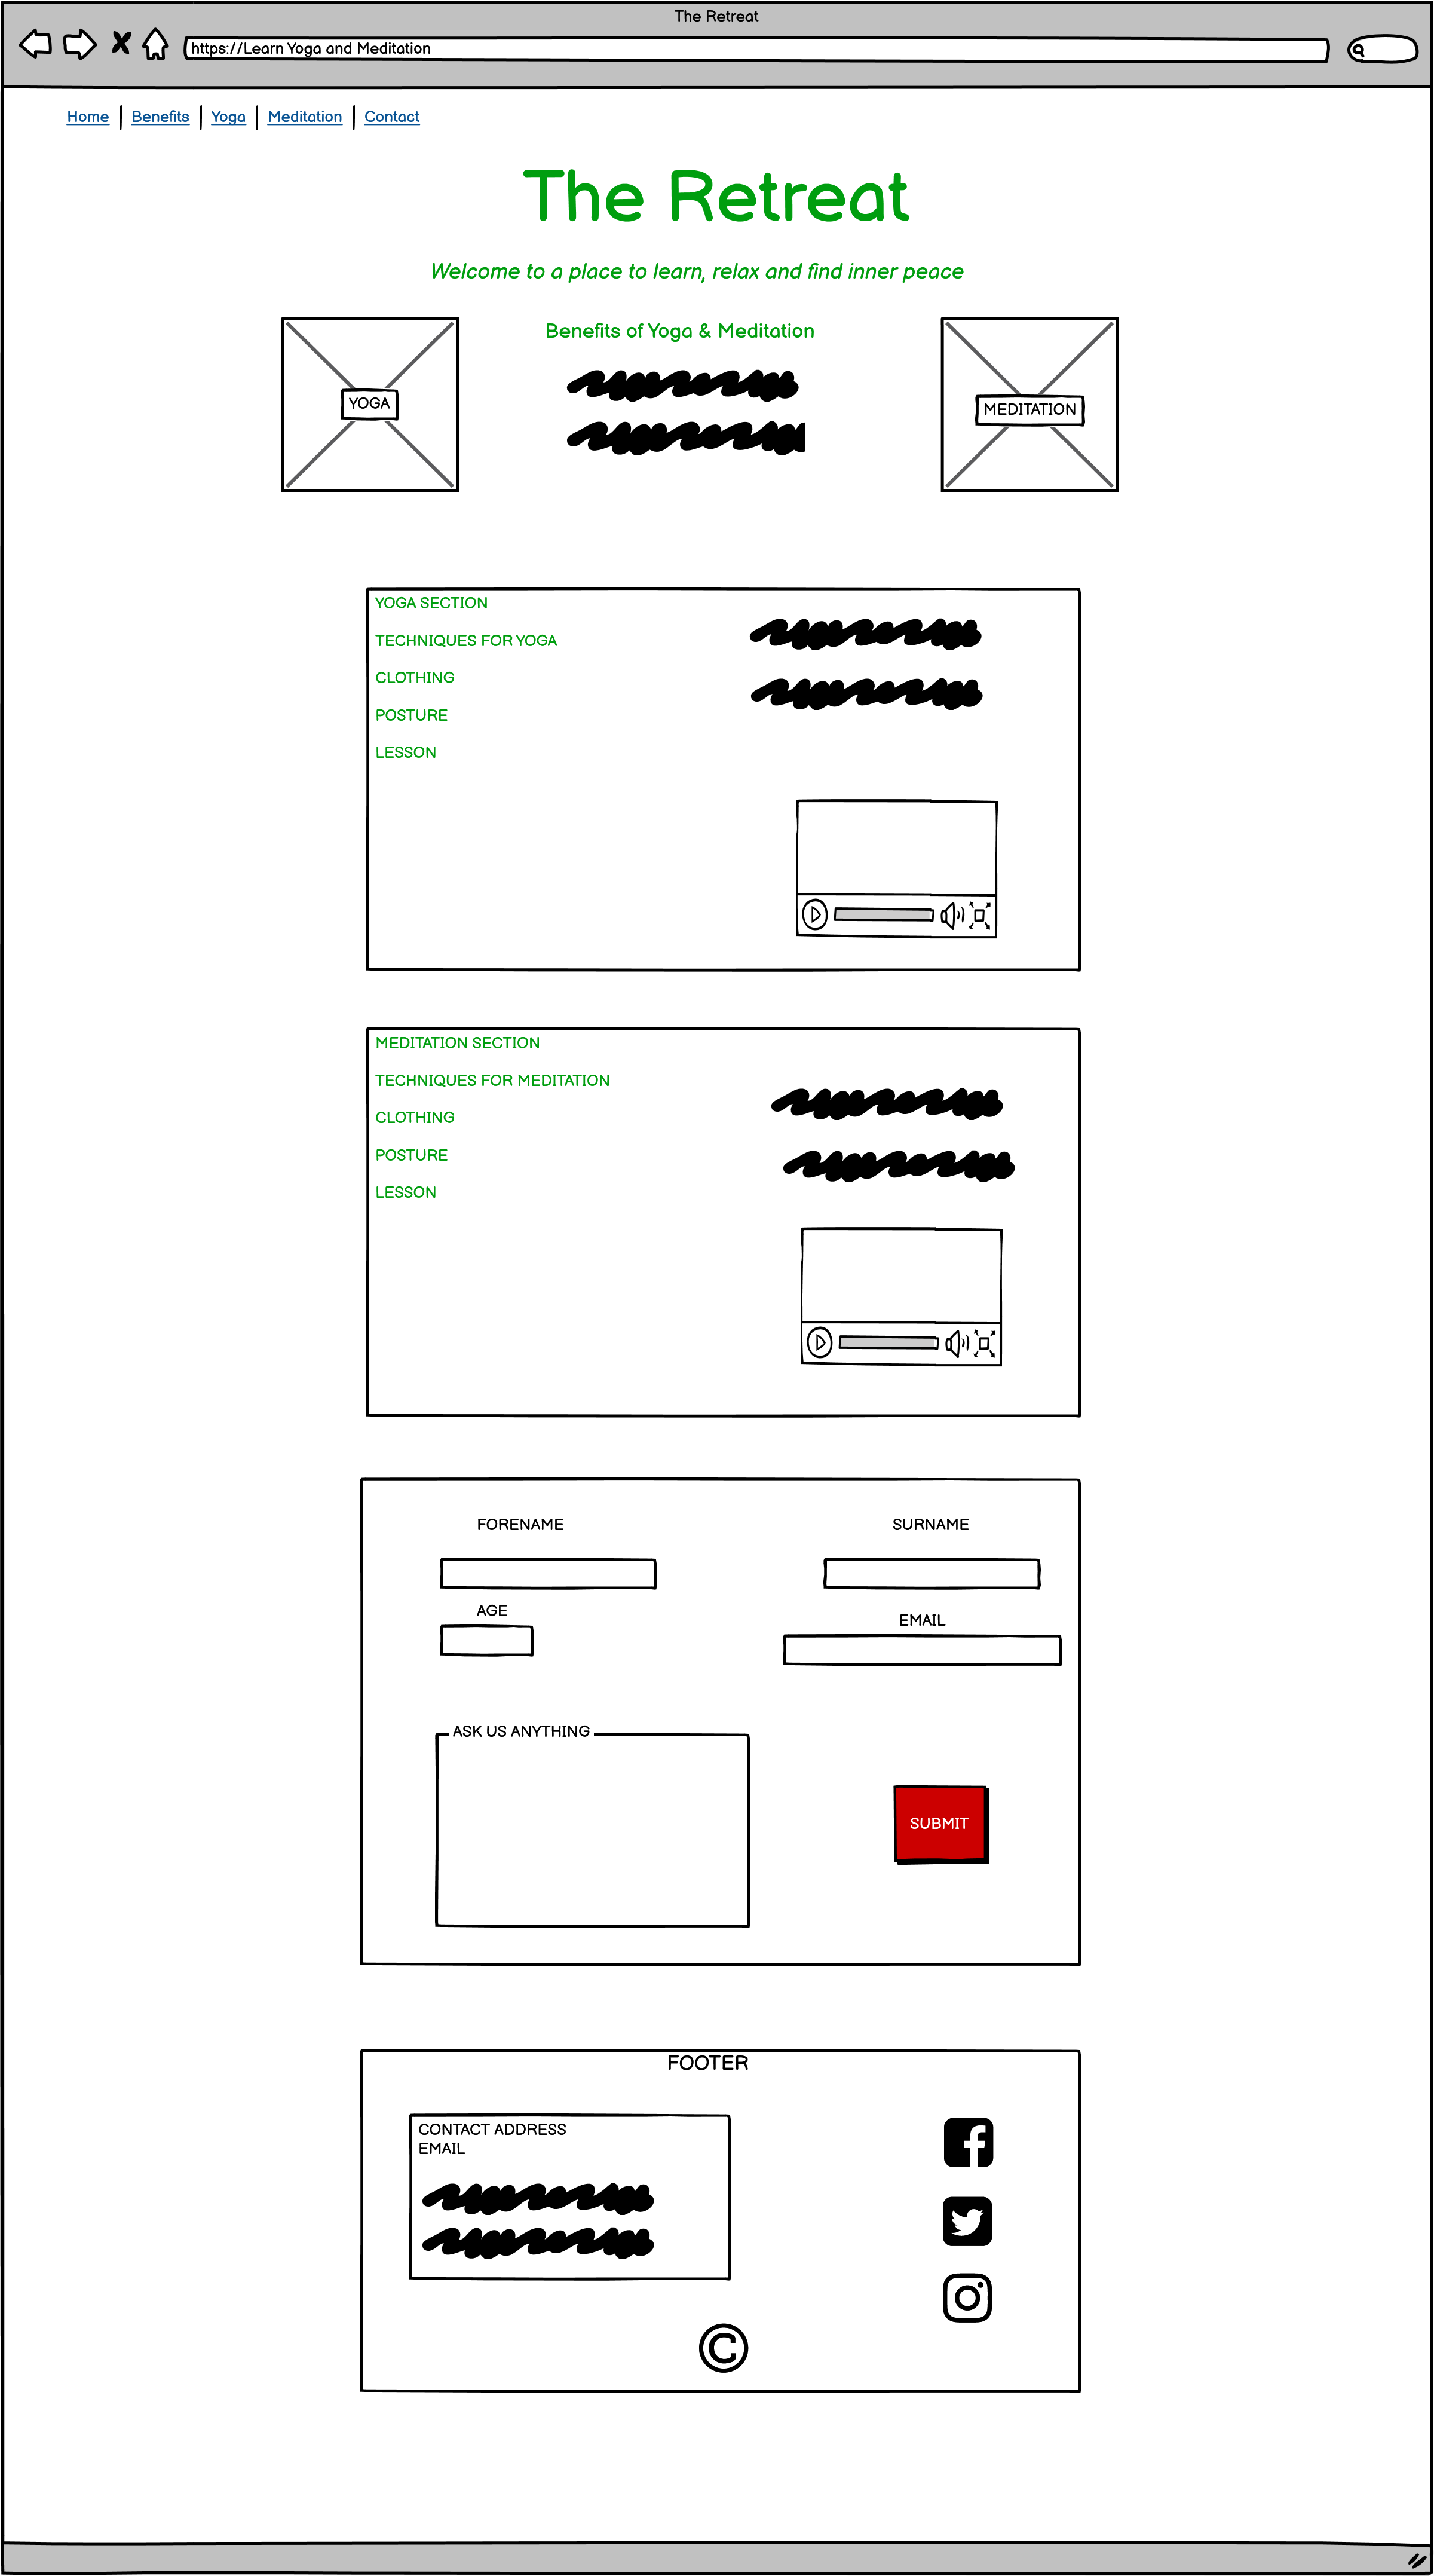 The Retreat
https://Learn Yoga and Meditation
Home Benefits Yoga Meditation Contact
The Retreat
Welcome to a place to learn, relax and find inner peace
Benefits of Yoga & Meditation
YOGA
MEDITATION
YOGA SECTION
TECHNIQUES FOR YOGA
CLOTHING
POSTURE
LESSON
MEDITATION SECTION
TECHNIQUES FOR MEDITATION
CLOTHING
POSTURE
LESSON
FORENAME
SURNAME
AGE
EMAIL
ASK US ANYTHING
SUBMIT
FOOTER
CONTACT ADDRESS
EMAIL
©